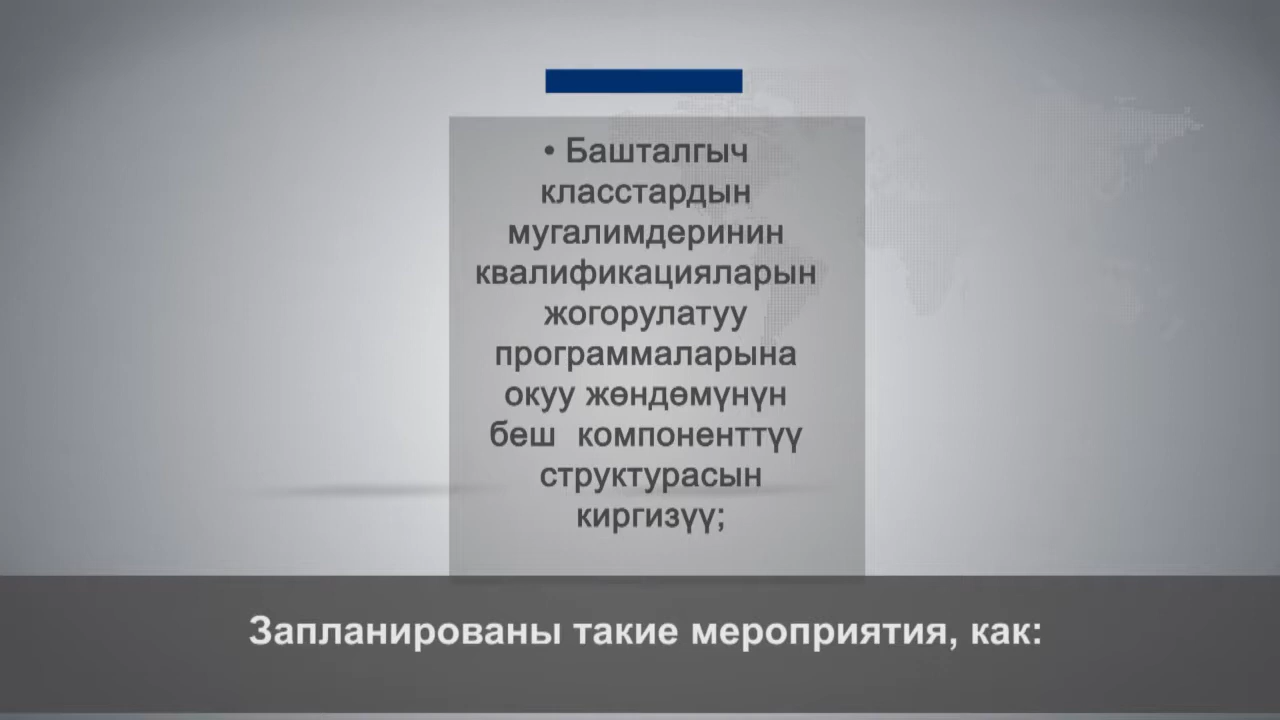 • Башталгыч
класстардын
мугалимдеринин
квалификацияларын
жогорулатуу
программаларына
окуу жөндөмүнүн
беш  компоненттүү
структурасын
киргизүү;
Запланированы такие мероприятия, как: